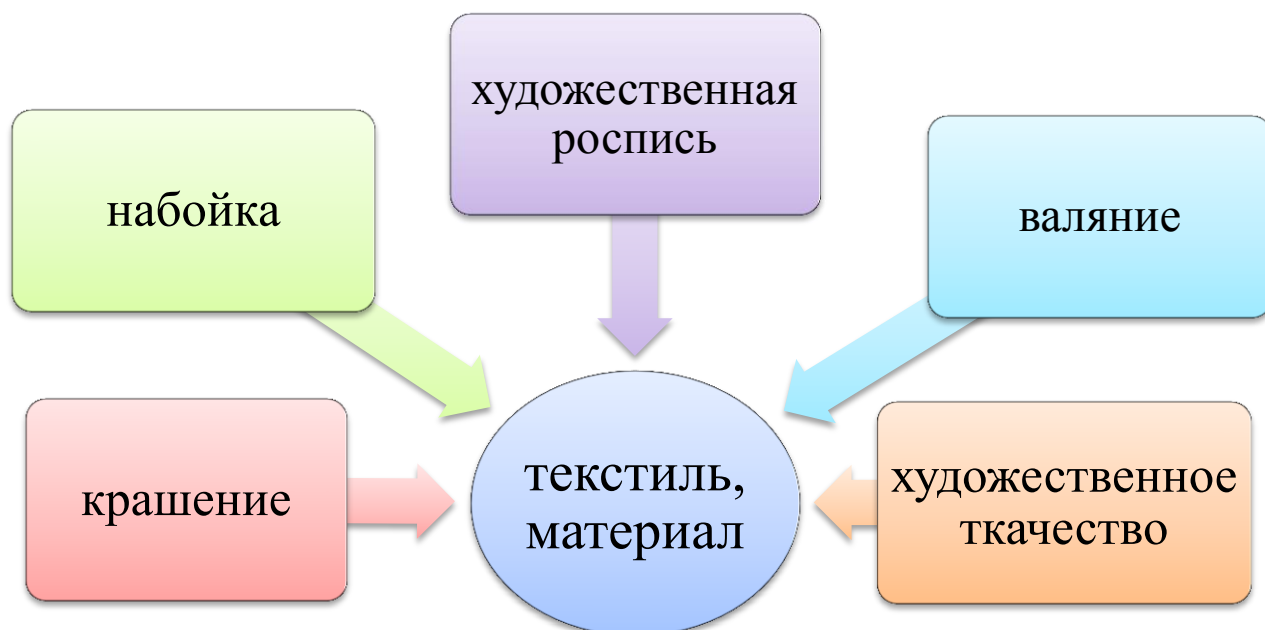 художественная
роспись
набойка
валяние
крашение
текстиль,
материал
художественное
ткачество